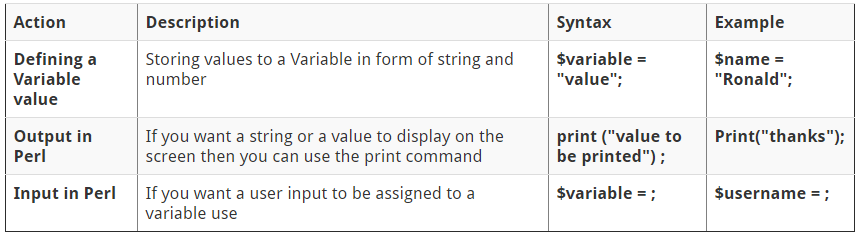 Action Description Syntax Example
Defining a Variable value
Storing values to a Variable in form of string and number
$variable = "value";
$name = "Ronald";
Output in Perl
If you want a string or a value to display on the screen then you can use the print command
print ("value to be printed") ;
Print("thanks");
Input in Perl
If you want a user input to be assigned to a variable use
$variable = ;
$username = ;